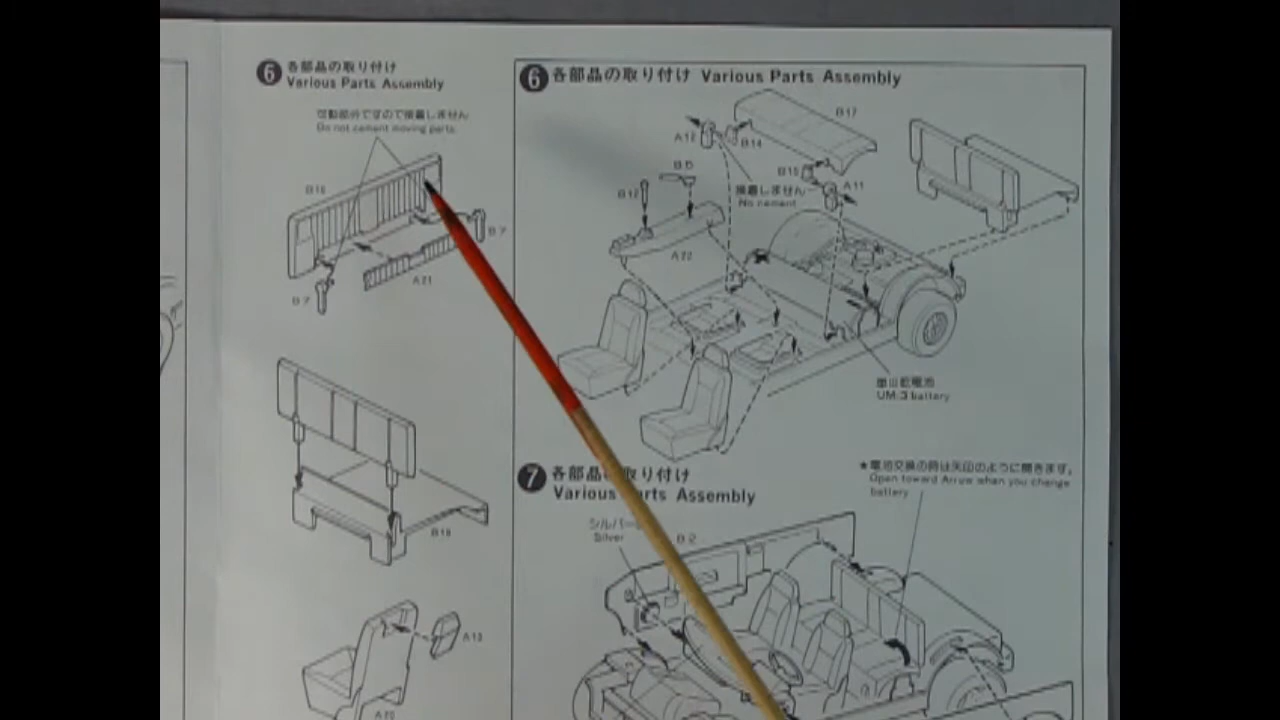 6 各部品の取り付け
Various Parts Assembly
可動部分ですので接着しません
Do not cement moving parts.
B16
B7
A21
B7
B18
A13
A20
6 各部品の取り付け Various Parts Assembly
B17
A12
B14
B15
A11
B12
接着しません
No cement
A22
単III乾電池
UM-3 battery
7 各部品の取り付け
Various Parts Assembly
★電池交換の時は矢印のように開きます。
Open toward Arrow when you change
battery
シルバー
Silver
B2